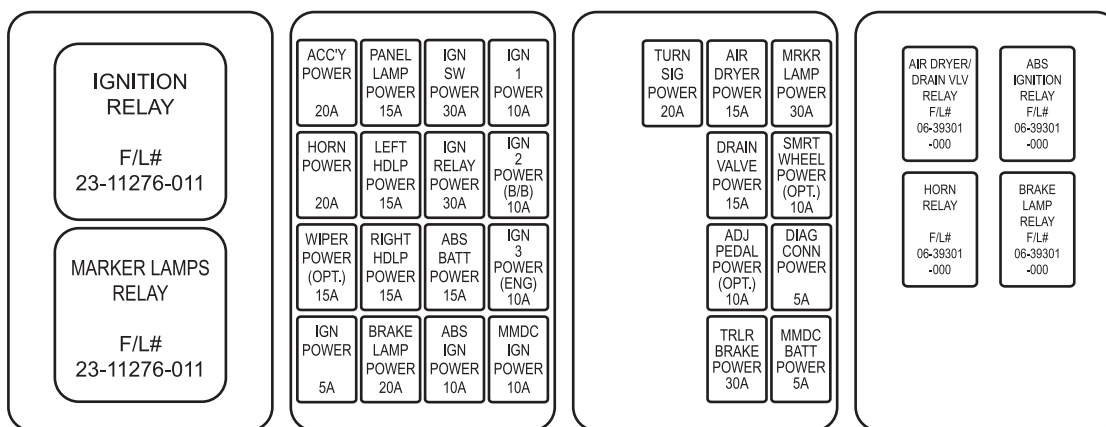 IGNITION
RELAY
F/L#
23-11276-011
MARKER LAMPS
RELAY
F/L#
23-11276-011
ACC'Y
POWER
20A
PANEL
LAMP
POWER
15A
IGN
SW
POWER
30A
IGN
1
POWER
10A
HORN
POWER
20A
LEFT
HDLP
POWER
15A
IGN
RELAY
POWER
30A
IGN
2
POWER
(B/B)
10A
WIPER
POWER
(OPT.)
15A
RIGHT
HDLP
POWER
15A
ABS
BATT
POWER
15A
IGN
3
POWER
(ENG)
10A
IGN
POWER
5A
BRAKE
LAMP
POWER
20A
ABS
IGN
POWER
10A
MMDC
IGN
POWER
10A
TURN
SIG
POWER
20A
AIR
DRYER
POWER
15A
MRKR
LAMP
POWER
30A
DRAIN
VALVE
POWER
15A
SMRT
WHEEL
POWER
(OPT.)
10A
ADJ
PEDAL
POWER
(OPT.)
10A
DIAG
CONN
POWER
5A
TRLR
BRAKE
POWER
30A
MMDC
BATT
POWER
5A
AIR DRYER/
DRAIN VLV
RELAY
F/L#
06-39301
-000
ABS
IGNITION
RELAY
F/L#
06-39301
-000
HORN
RELAY
F/L#
06-39301
-000
BRAKE
LAMP
RELAY
F/L#
06-39301
-000